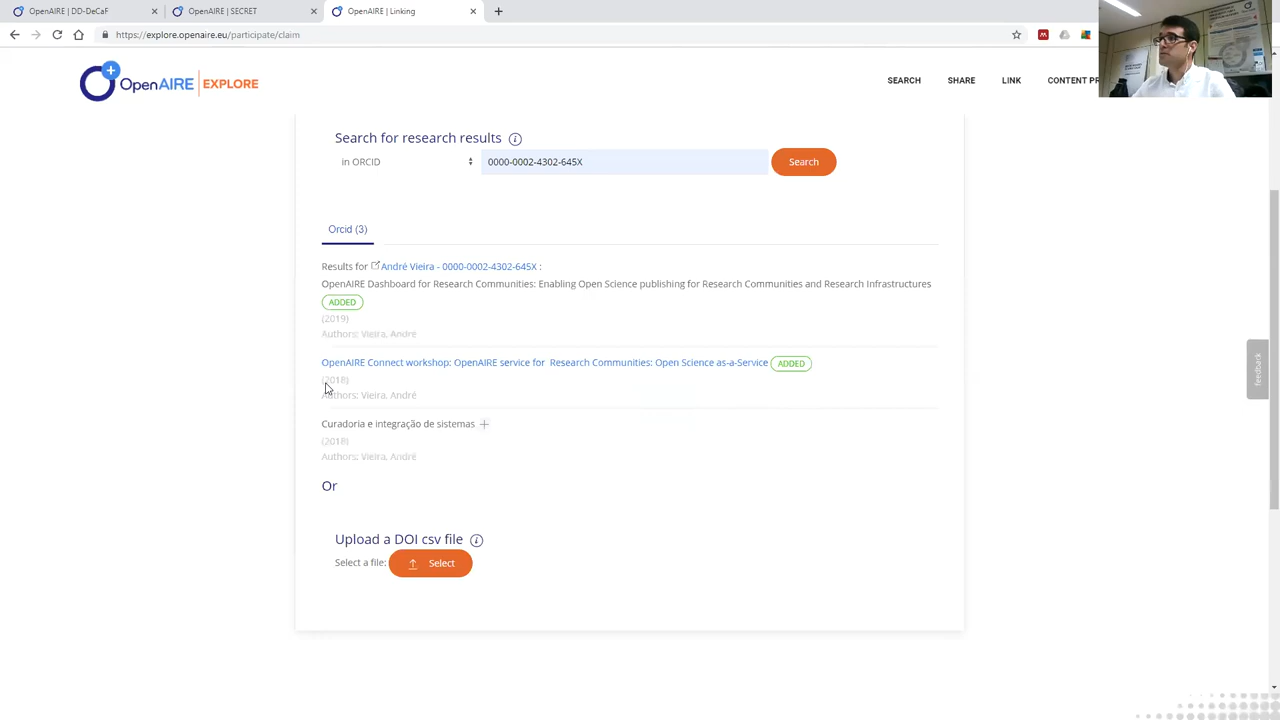 OpenAIRE | DD-DeCaF
OpenAIRE | SECRET
OpenAIRE | Linking
https://explore.openaire.eu/participate/claim
OpenAIRE | EXPLORE
SEARCH
SHARE
LINK
CONTENT PR
Search for research results
in ORCID
0000-0002-4302-645X
Search
Orcid (3)
Results for André Vieira - 0000-0002-4302-645X :
OpenAIRE Dashboard for Research Communities: Enabling Open Science publishing for Research Communities and Research Infrastructures
ADDED
(2019)
Authors: Vieira, André
OpenAIRE Connect workshop: OpenAIRE service for Research Communities: Open Science as-a-Service ADDED
(2018)
Authors: Vieira, André
Curadoria e integração de sistemas
(2018)
Authors: Vieira, André
Or
Upload a DOI csv file
Select a file: Select
feedback